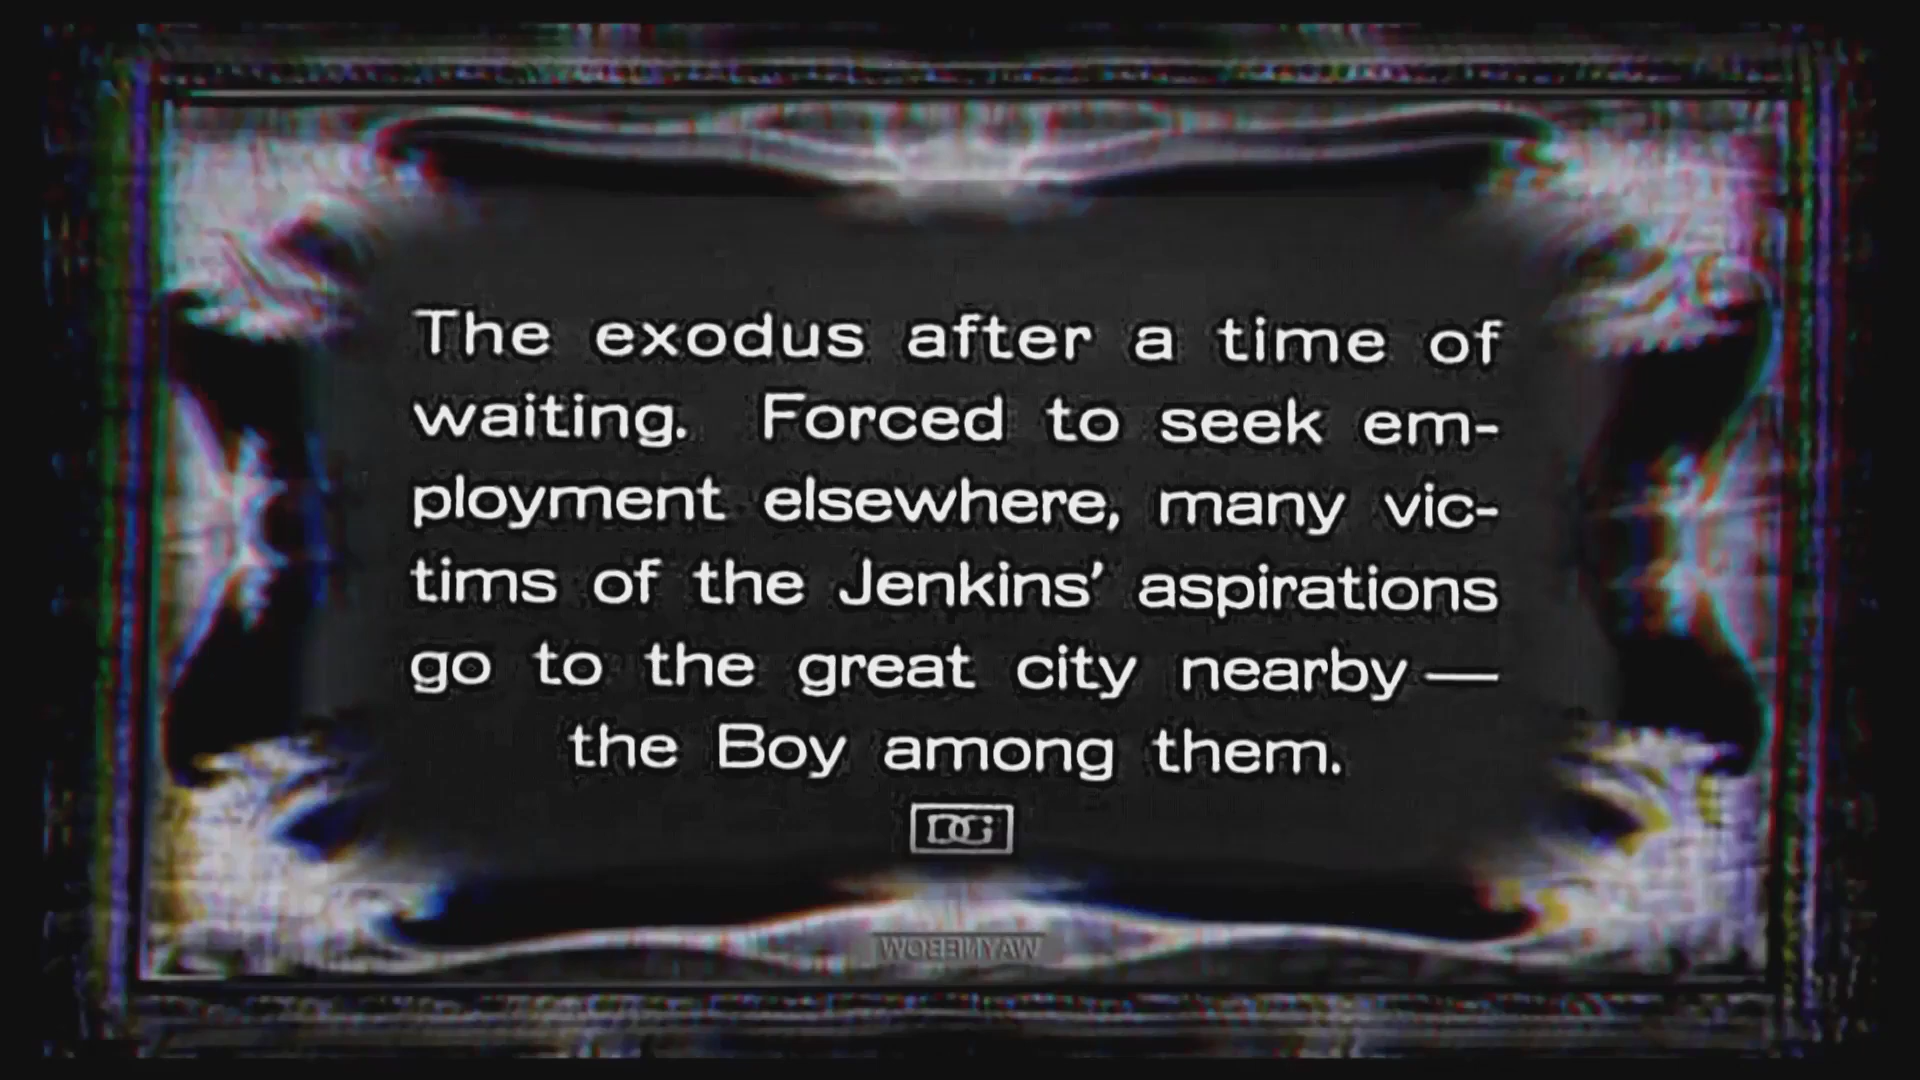 The exodus after a time of
waiting. Forced to seek em-
ployment elsewhere, many vic-
tims of the Jenkins’ aspirations
go to the great city nearby —
the Boy among them.
DG